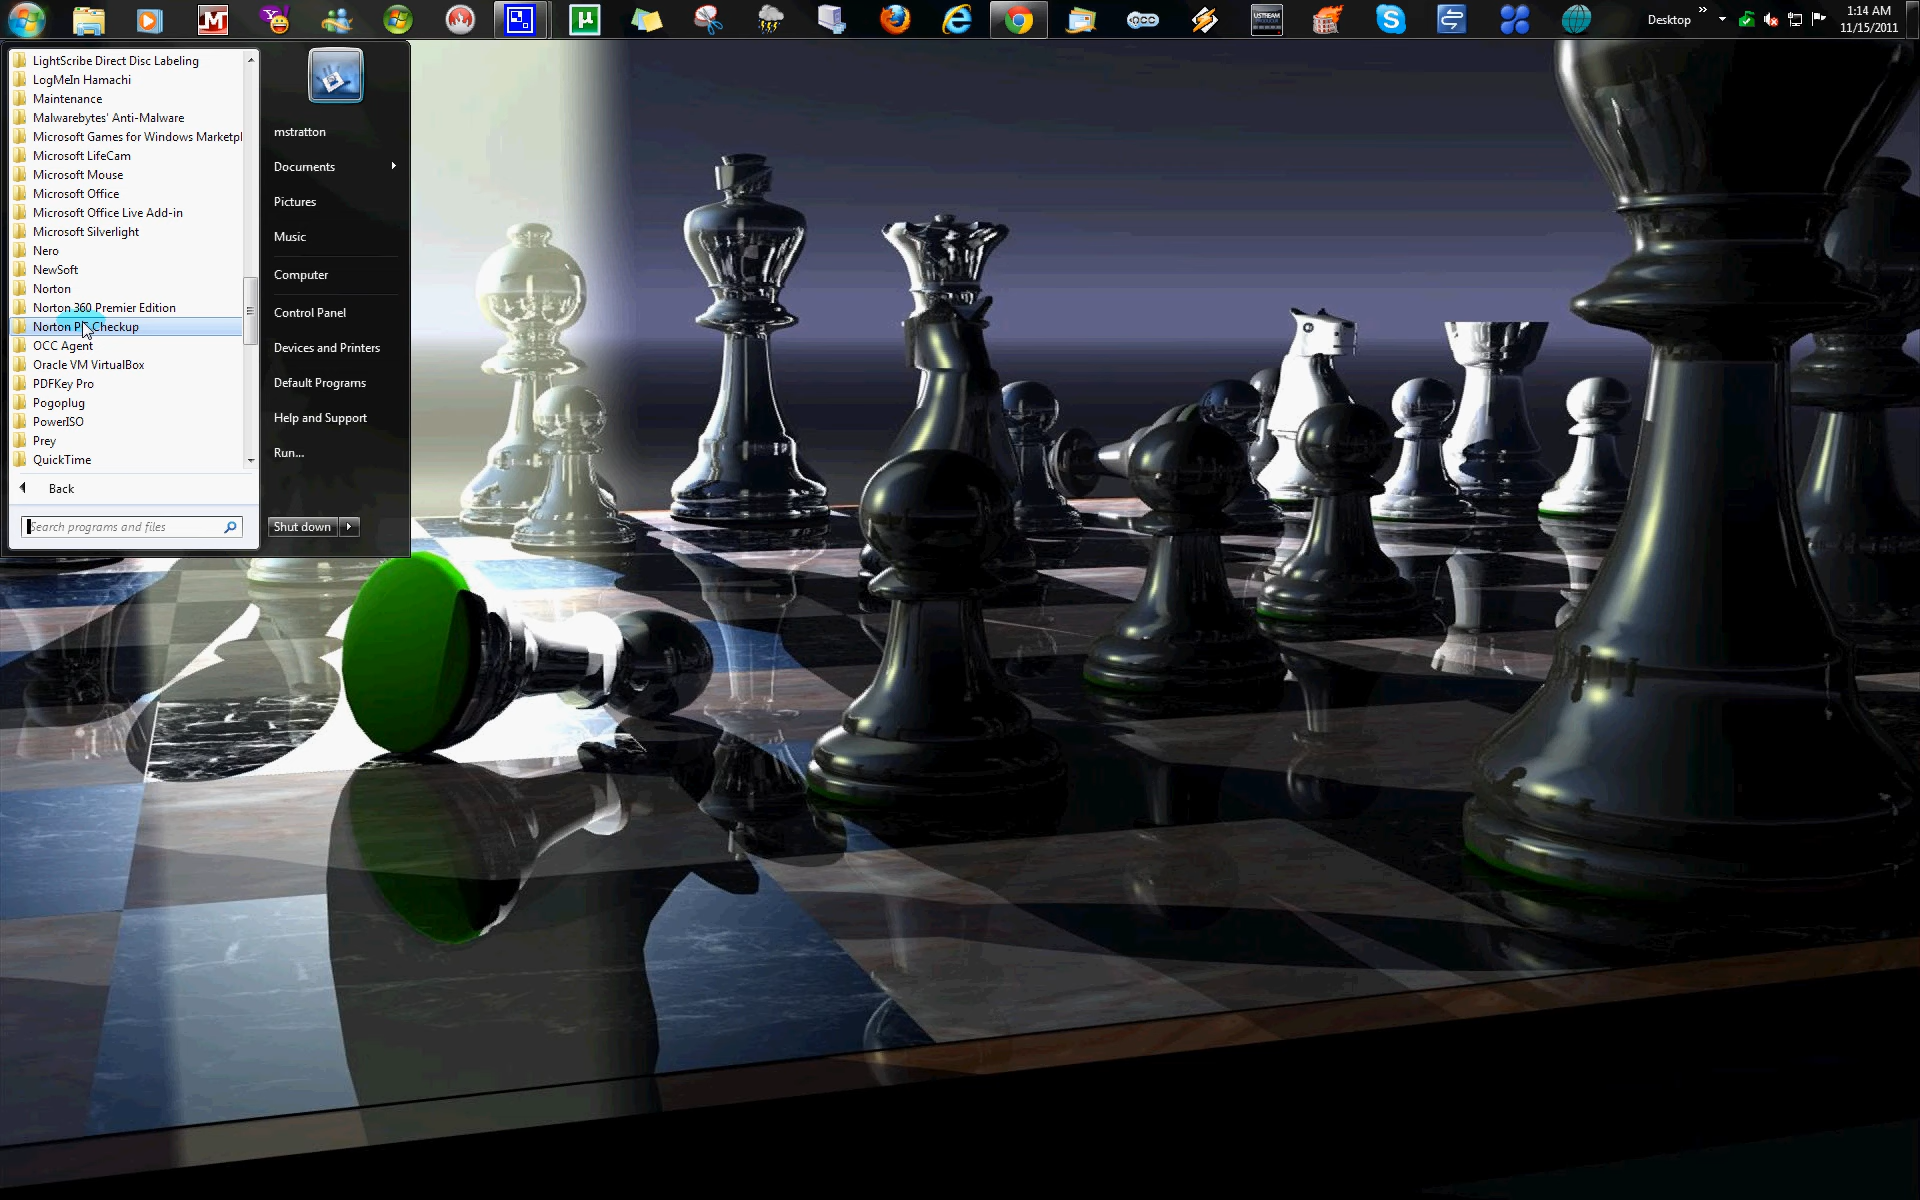 Desktop
1:14 AM
11/15/2011
LightScribe Direct Disc Labeling
LogMeIn Hamachi
Maintenance
Malwarebytes' Anti-Malware
Microsoft Games for Windows Marketpl
Microsoft LifeCam
Microsoft Mouse
Microsoft Office
Microsoft Office Live Add-in
Microsoft Silverlight
Nero
NewSoft
Norton
Norton 360 Premier Edition
Norton PC Checkup
OCC Agent
Oracle VM VirtualBox
PDFKey Pro
Pogoplug
PowerISO
Prey
QuickTime
Back
Search programs and files
mstratton
Documents
Pictures
Music
Computer
Control Panel
Devices and Printers
Default Programs
Help and Support
Run...
Shut down
occ
USTREAM